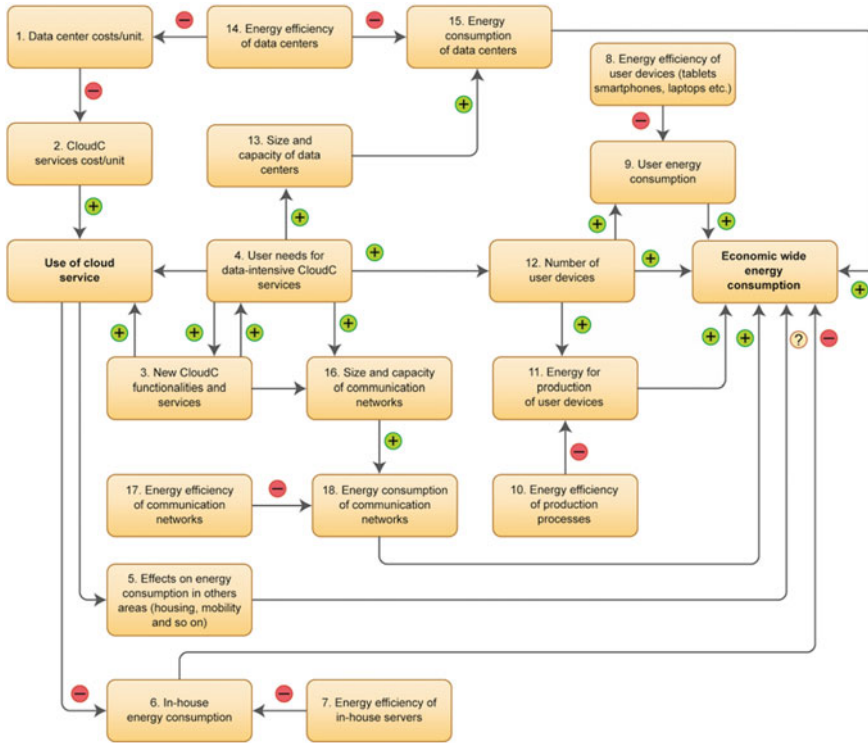 1. Data center costs/unit.
14. Energy efficiency
of data centers
15. Energy
consumption
of data centers
8. Energy efficiency of
user devices (tablets
smartphones, laptops etc.)
2. CloudC
services cost/unit
13. Size and
capacity of data
centers
9. User energy
consumption
Use of cloud
service
4. User needs for
data-intensive CloudC
services
12. Number of
user devices
Economic wide
energy
consumption
3. New CloudC
functionalities and
services
16. Size and capacity
of communication
networks
11. Energy for
production
of user devices
17. Energy efficiency
of communication
networks
18. Energy consumption
of communication
networks
10. Energy efficiency
of production
processes
5. Effects on energy
consumption in others
areas (housing, mobility
and so on)
6. In-house
energy consumption
7. Energy efficiency of
in-house servers
− − − + − + + + + + + + + + + + + + + ? − + − − − −